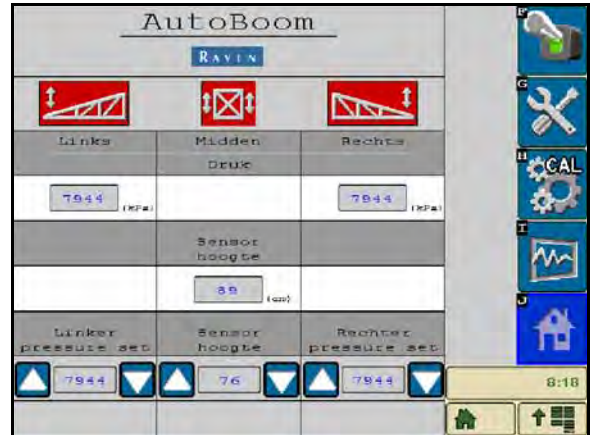 AutoBoom
RAVEN
Links Midden Rechts
Druk
7944 (kPa) 7944 (kPa)
Sensor
hoogte
89 (cm)
Linker Sensor Rechter
pressure set hoogte pressure set
7944 76 7944
F
G
H
CAL
I
J
8:18